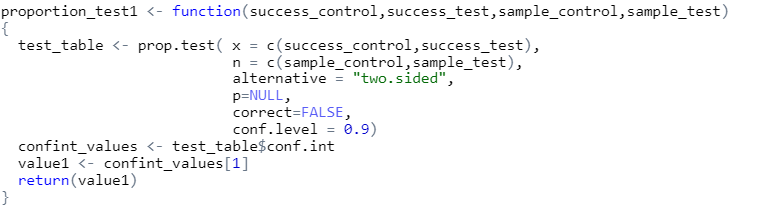 proportion_test1 <- function(success_control,success_test,sample_control,sample_test)
{
  test_table <- prop.test( x = c(success_control,success_test),
                           n = c(sample_control,sample_test),
                           alternative = "two.sided",
                           p=NULL,
                           correct=FALSE,
                           conf.level = 0.9)
  confint_values <- test_table$conf.int
  value1 <- confint_values[1]
  return(value1)
}